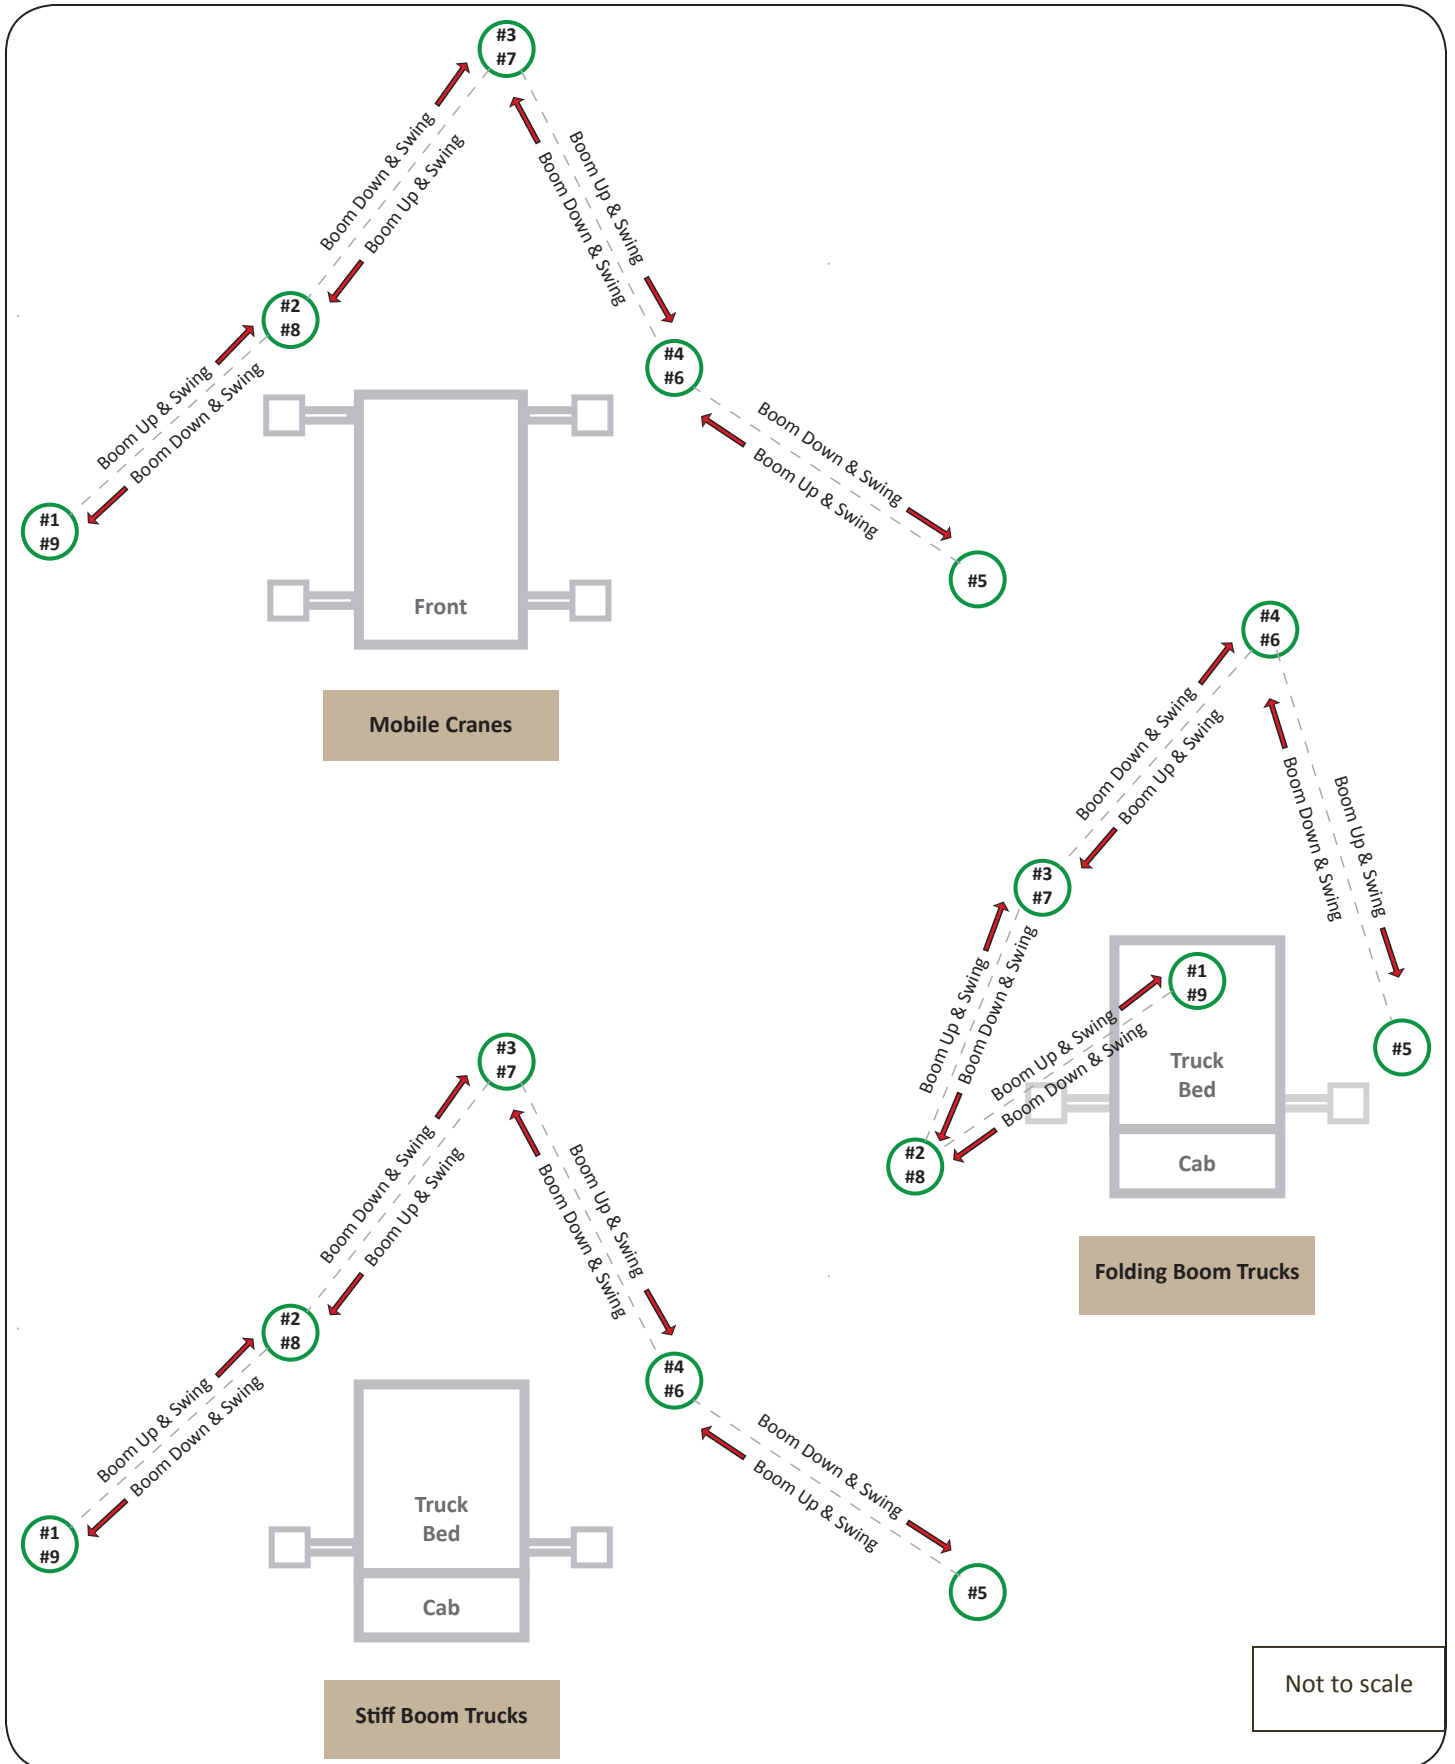 #3
#7
Boom Down & Swing
Boom Up & Swing
Boom Up & Swing
Boom Down & Swing
#2
#8
#4
#6
Boom Up & Swing
Boom Down & Swing
Boom Down & Swing
Boom Up & Swing
#1
#9
#5
Front
Mobile Cranes
#4
#6
Boom Down & Swing
Boom Up & Swing
Boom Up & Swing
Boom Down & Swing
#3
#7
Boom Up & Swing
Boom Down & Swing
#1
#9
Boom Up & Swing
Boom Down & Swing
#5
Truck
Bed
#2
#8
Cab
Folding Boom Trucks
#3
#7
Boom Down & Swing
Boom Up & Swing
Boom Up & Swing
Boom Down & Swing
#2
#8
#4
#6
Boom Up & Swing
Boom Down & Swing
Boom Down & Swing
Boom Up & Swing
#1
#9
#5
Truck
Bed
Cab
Stiff Boom Trucks
Not to scale